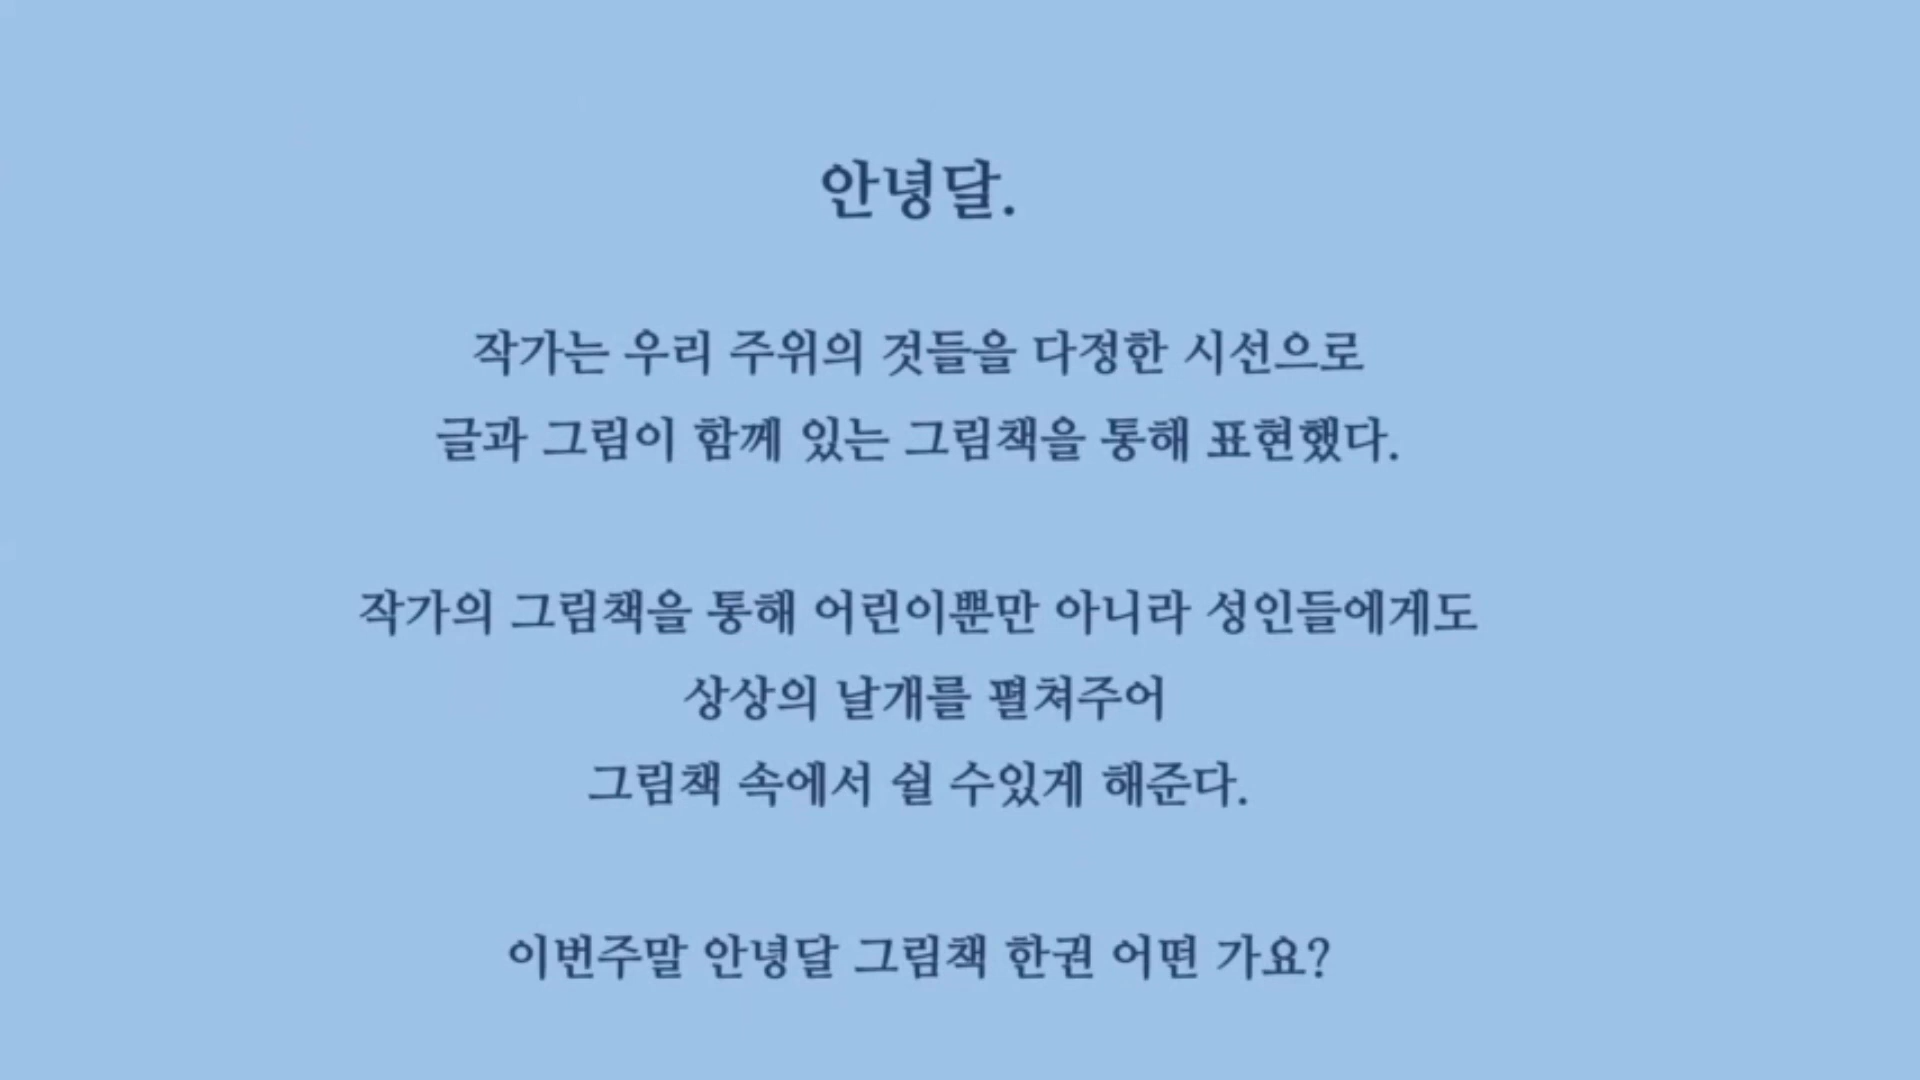 안녕달.
작가는 우리 주위의 것들을 다정한 시선으로
글과 그림이 함께 있는 그림책을 통해 표현했다.
작가의 그림책을 통해 어린이뿐만 아니라 성인들에게도
상상의 날개를 펼쳐주어
그림책 속에서 쉴 수있게 해준다.
이번주말 안녕달 그림책 한권 어떤 가요?